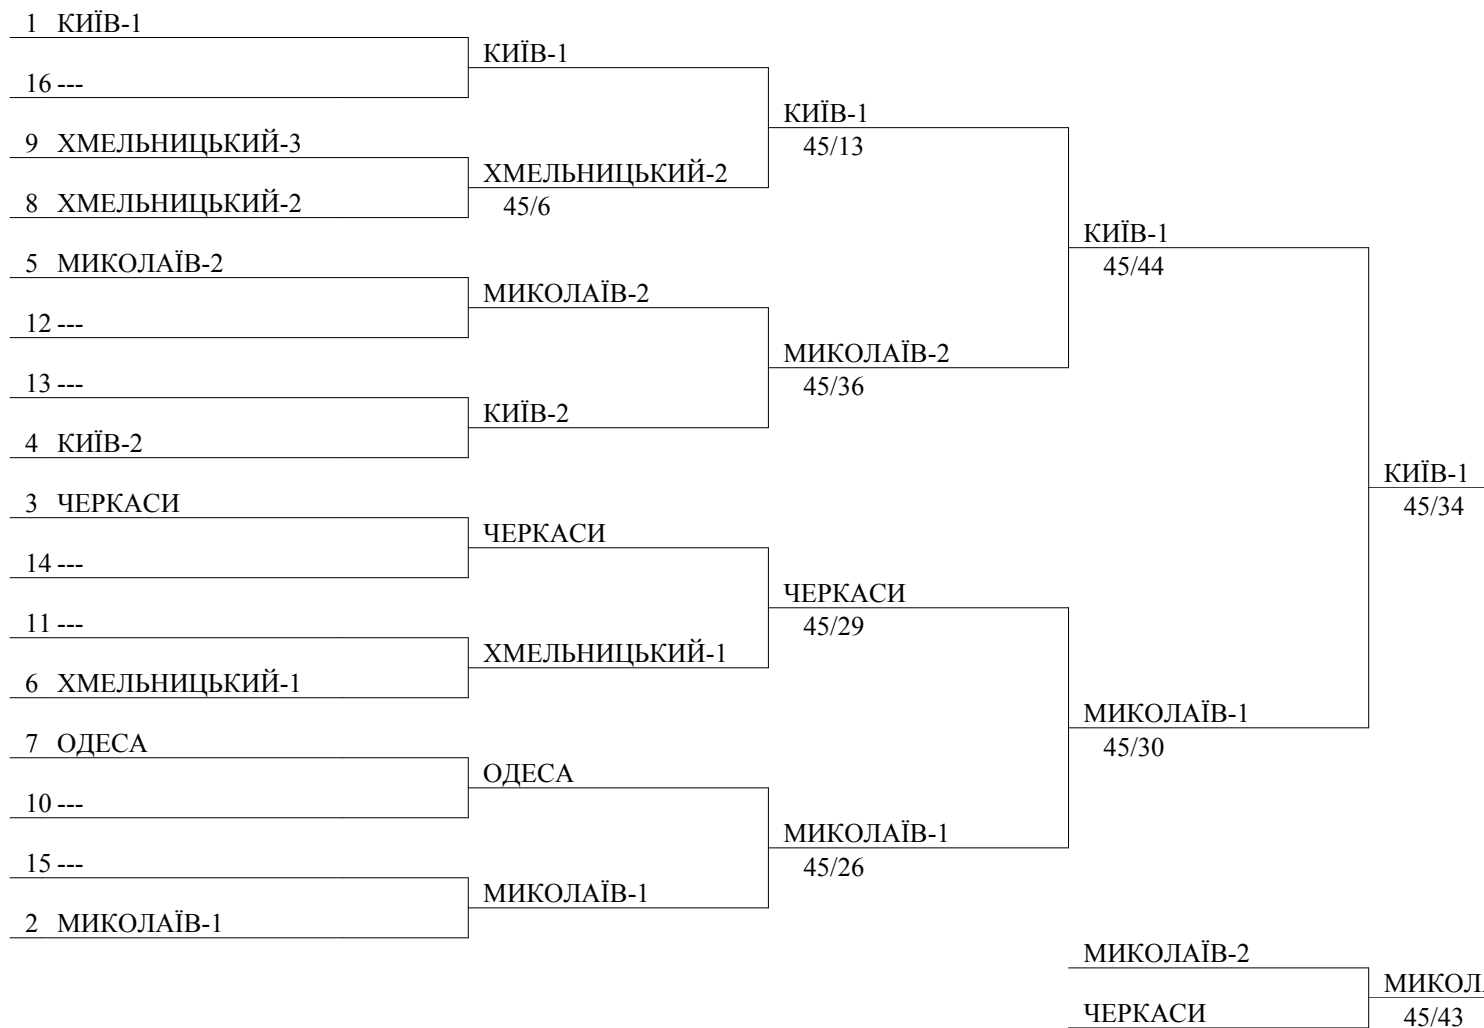 1 КИЇВ-1
КИЇВ-1
16 ---
КИЇВ-1
45/13
9 ХМЕЛЬНИЦЬКИЙ-3
ХМЕЛЬНИЦЬКИЙ-2
45/6
8 ХМЕЛЬНИЦЬКИЙ-2
КИЇВ-1
45/44
5 МИКОЛАЇВ-2
МИКОЛАЇВ-2
12 ---
МИКОЛАЇВ-2
45/36
13 ---
КИЇВ-2
4 КИЇВ-2
КИЇВ-1
45/34
3 ЧЕРКАСИ
ЧЕРКАСИ
14 ---
ЧЕРКАСИ
45/29
11 ---
ХМЕЛЬНИЦЬКИЙ-1
6 ХМЕЛЬНИЦЬКИЙ-1
МИКОЛАЇВ-1
45/30
7 ОДЕСА
ОДЕСА
10 ---
МИКОЛАЇВ-1
45/26
15 ---
МИКОЛАЇВ-1
2 МИКОЛАЇВ-1
МИКОЛАЇВ-2
ЧЕРКАСИ
45/43